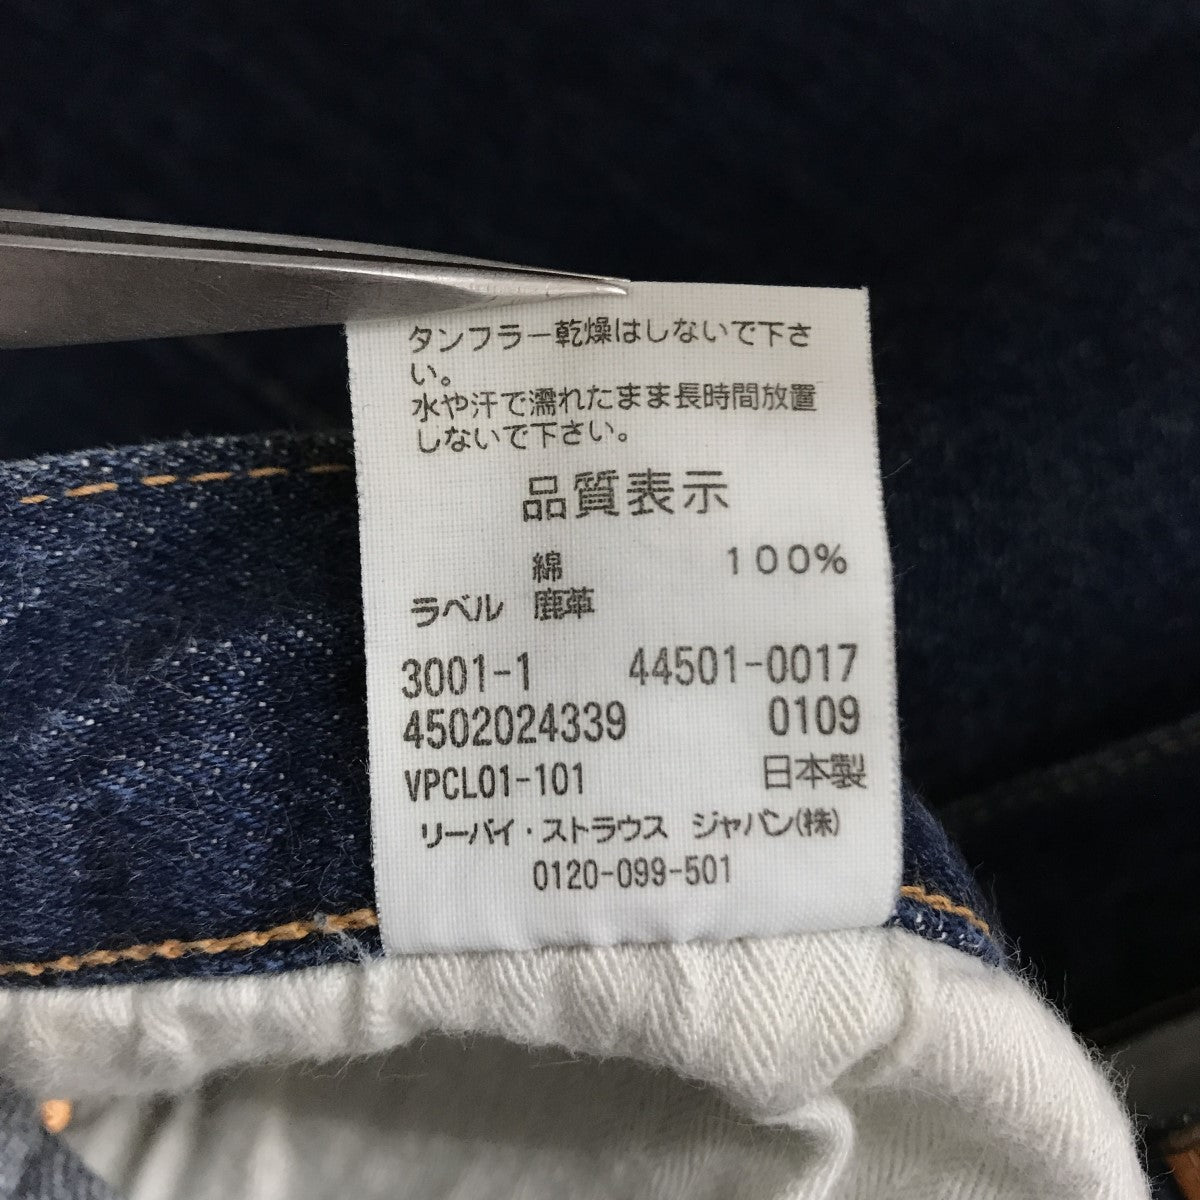 タンブラー乾燥はしないで下さ
い。
水や汗で濡れたまま長時間放置
しないで下さい。
品質表示
綿 100%
ラベル 鹿革
3001-1 44501-0017
4502024339 0109
VPCL01-101 日本製
リーバイ・ストラウス ジャパン(株)
0120-099-501